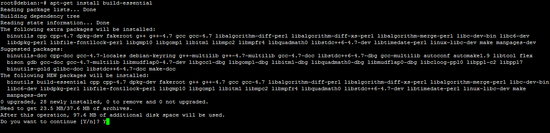 root@debian:~# apt-get install build-essential
Reading package lists... Done
Building dependency tree
Reading state information... Done
The following extra packages will be installed:
binutils cpp cpp-4.7 dpkg-dev fakeroot g++ g++-4.7 gcc gcc-4.7 libalgorithm-diff-perl libalgorithm-diff-xs-perl libalgorithm-merge-perl libc-dev-bin libc6-dev
libdpkg-perl libfile-fcntllock-perl libgmp10 libgomp1 libitm1 libmpc2 libmpfr4 libquadmath0 libstdc++6-4.7-dev libtimedate-perl linux-libc-dev make manpages-dev
Suggested packages:
binutils-doc cpp-doc gcc-4.7-locales debian-keyring g++-multilib g++-4.7-multilib gcc-4.7-doc libstdc++6-4.7-dbg gcc-multilib autoconf automake1.9 libtool flex
bison gdb gcc-doc gcc-4.7-multilib libmudflap0-4.7-dev libgcc1-dbg libgomp1-dbg libitm1-dbg libquadmath0-dbg libmudflap0-dbg libcloog-ppl0 libppl-c2 libppl7
libstdc++6-4.7-doc make-doc
The following NEW packages will be installed:
binutils build-essential cpp cpp-4.7 dpkg-dev fakeroot g++ g++-4.7 gcc gcc-4.7 libalgorithm-diff-perl libalgorithm-diff-xs-perl libalgorithm-merge-perl libc-dev-bin
libc6-dev libdpkg-perl libfile-fcntllock-perl libgmp10 libgomp1 libitm1 libmpc2 libmpfr4 libquadmath0 libstdc++6-4.7-dev libtimedate-perl linux-libc-dev make
manpages-dev
0 upgraded, 28 newly installed, 0 to remove and 0 not upgraded.
Need to get 23.5 MB/37.6 MB of archives.
After this operation, 97.6 MB of additional disk space will be used.
Do you want to continue [Y/n]? Y